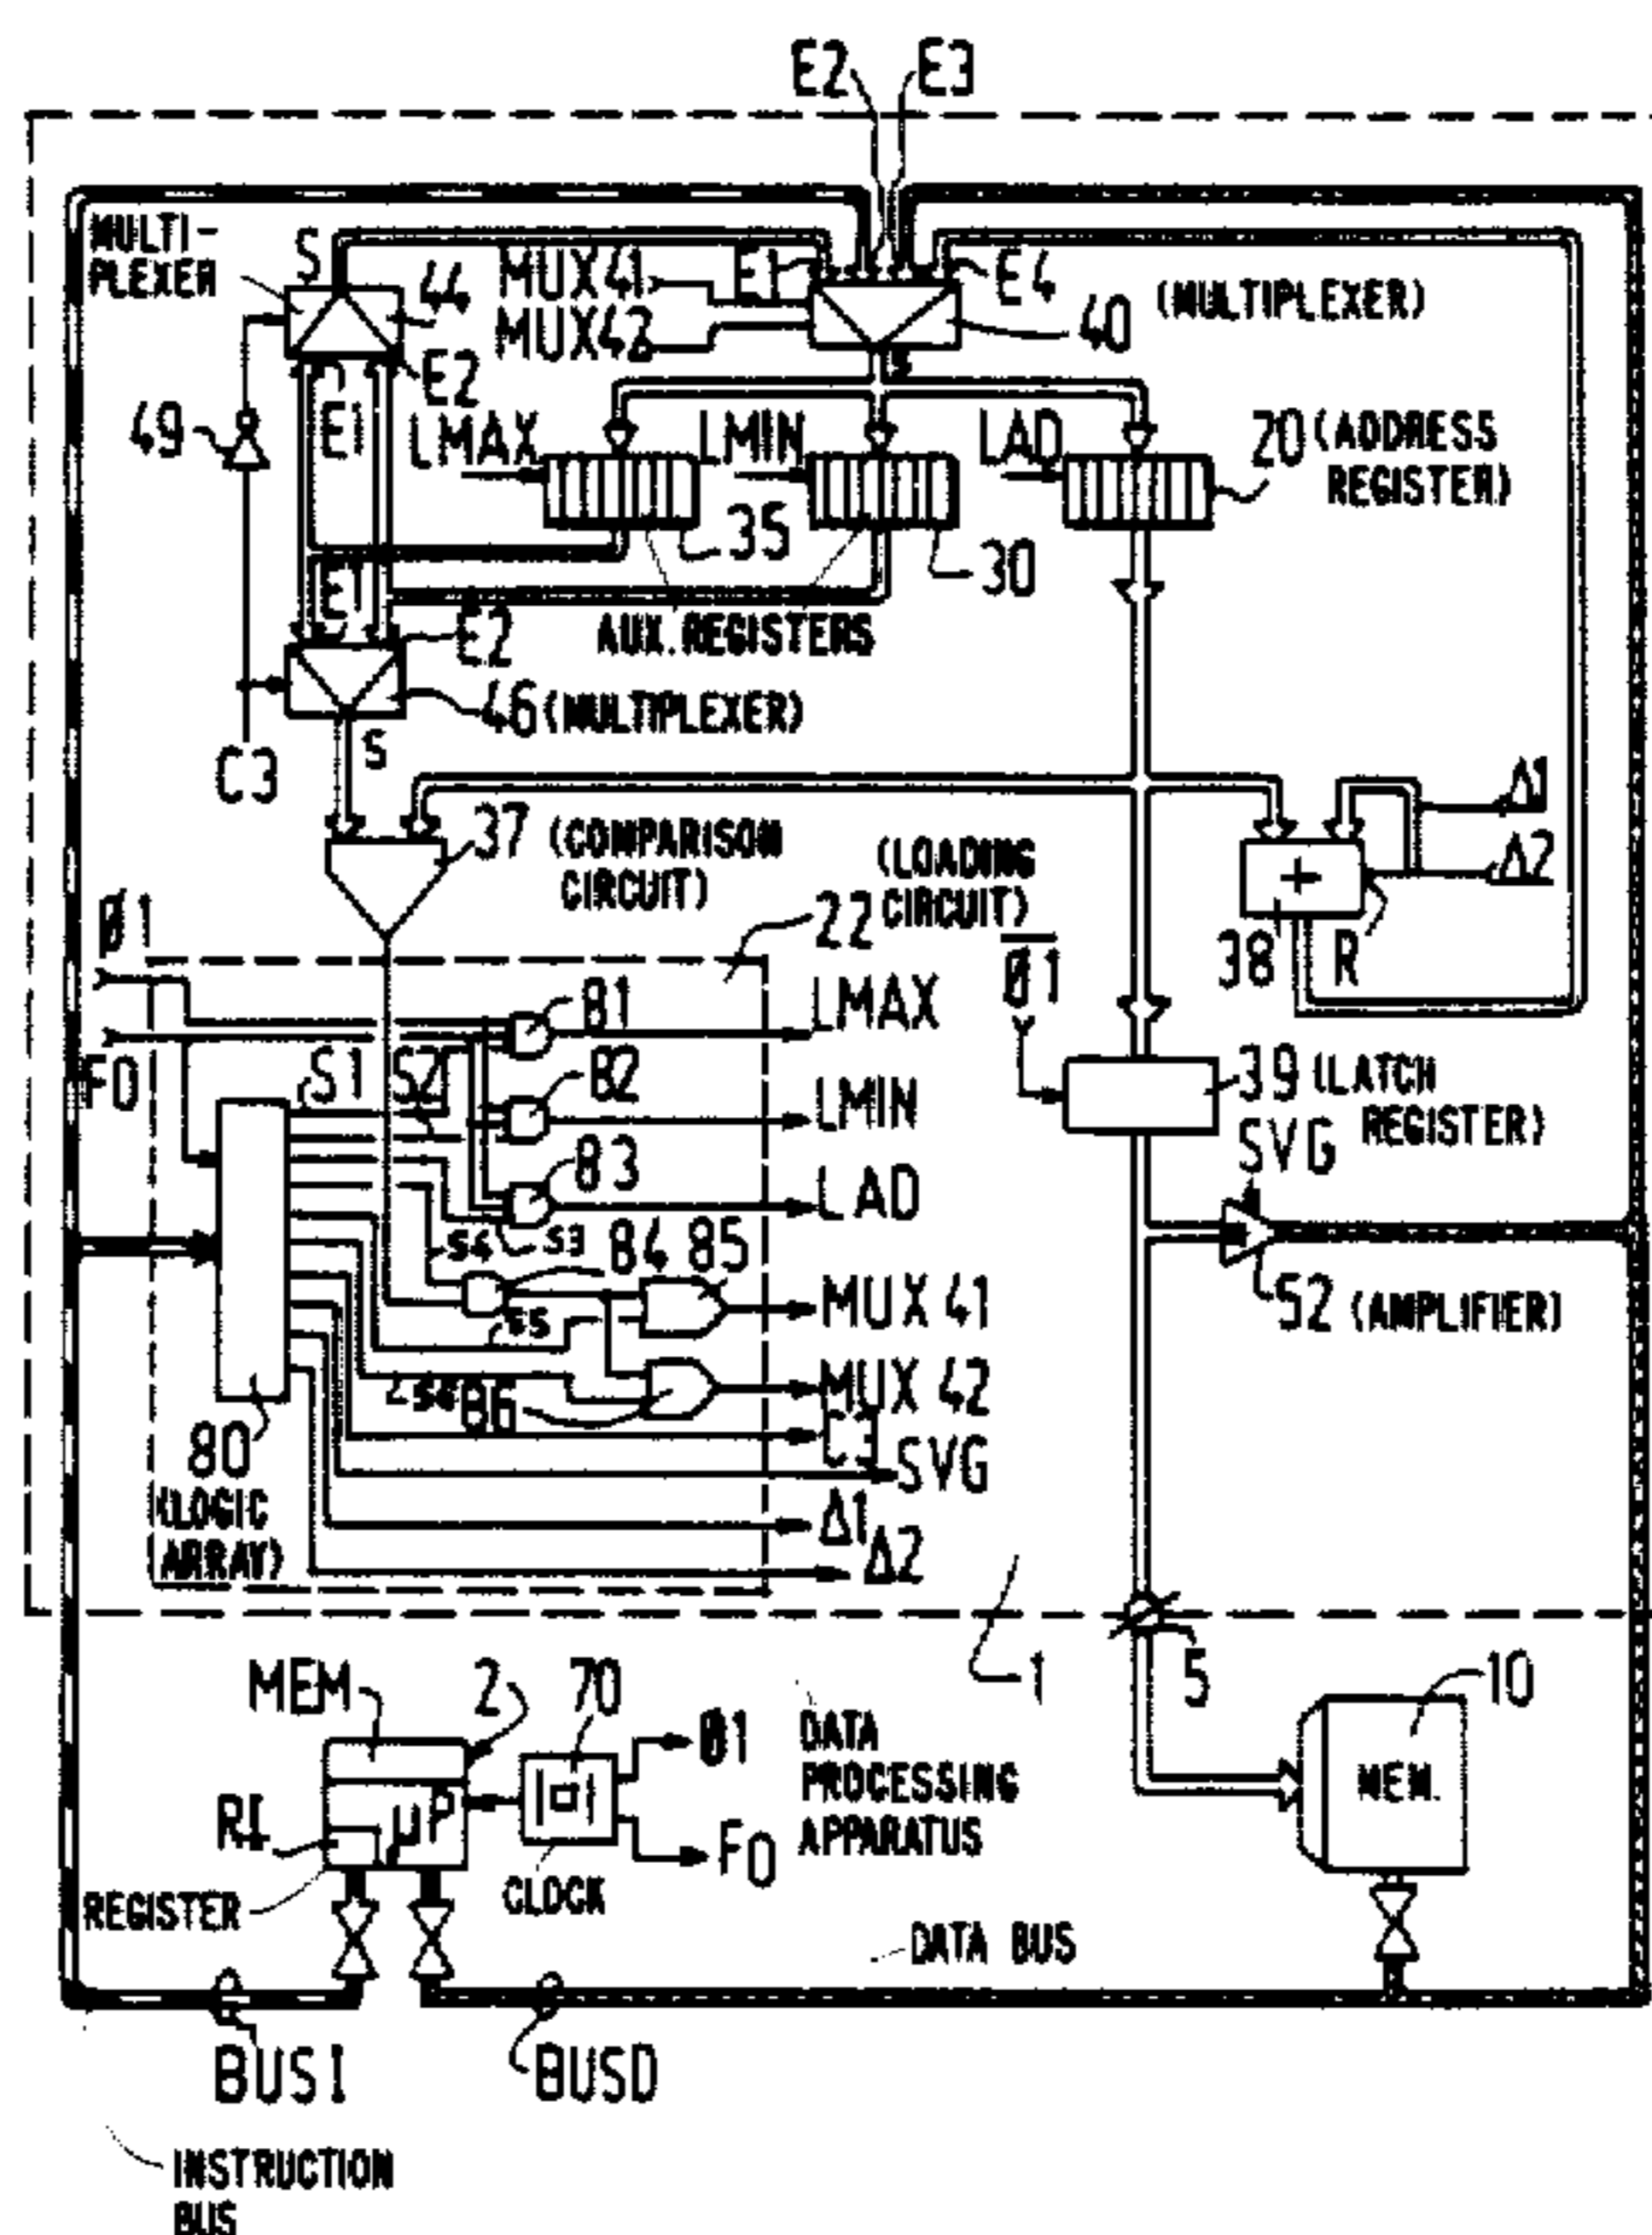 E2 E3
MULTI-
PLEXER
S
44
MUX41
MUX42
E1
E4
40
(MULTIPLEXER)
S
E2
49
E1
LMAX
LMIN
LAD
20 (ADDRESS
REGISTER)
35
30
E1
E2
AUX. REGISTERS
46 (MULTIPLEXER)
S
C3
Δ1
Δ2
37 (COMPARISON
CIRCUIT)
(LOADING
CIRCUIT)
22
Ø1
F0
38
R
Ø1
81
LMAX
S1
S2
82
LMIN
39 (LATCH
REGISTER)
SVG
83
LAD
S4
S3
84
85
MUX 41
S2 (AMPLIFIER)
S5
MUX 42
86
C3
SVG
80
(LOGIC
ARRAY)
Δ1
Δ2
1
5
MEM
2
70
Ø1
10
DATA
PROCESSING
APPARATUS
MEM.
RI
μP
F0
REGISTER
CLOCK
DATA BUS
BUSI
BUSD
INSTRUCTION
BUS